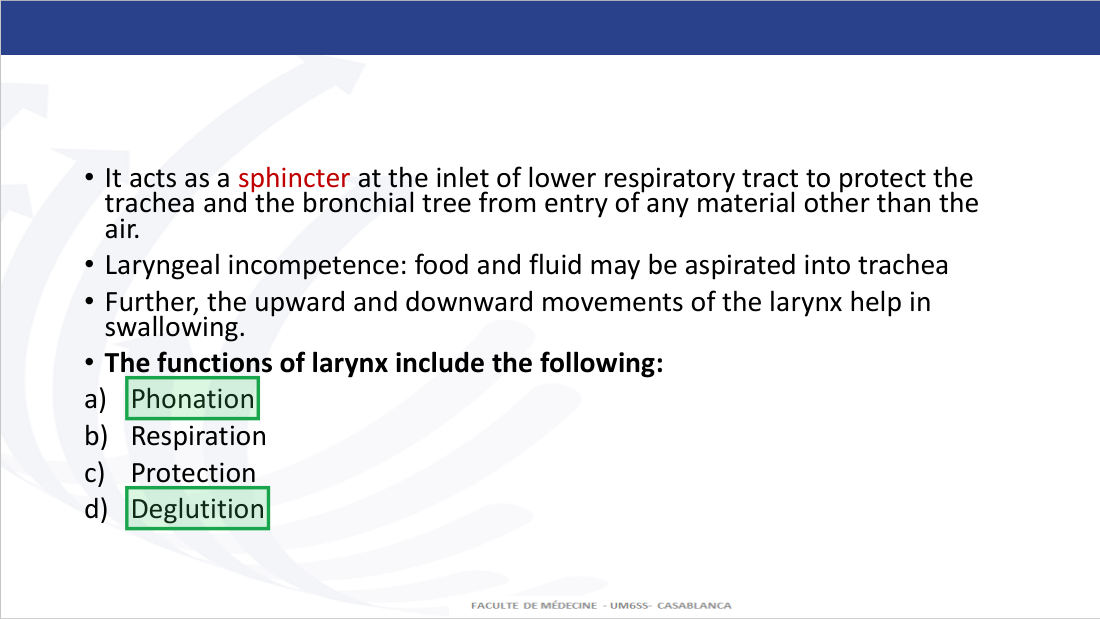 • It acts as a sphincter at the inlet of lower respiratory tract to protect the
trachea and the bronchial tree from entry of any material other than the
air.
• Laryngeal incompetence: food and fluid may be aspirated into trachea
• Further, the upward and downward movements of the larynx help in
swallowing.
• The functions of larynx include the following:
a) Phonation
b) Respiration
c) Protection
d) Deglutition
FACULTE DE MÉDECINE - UM6SS- CASABLANCA